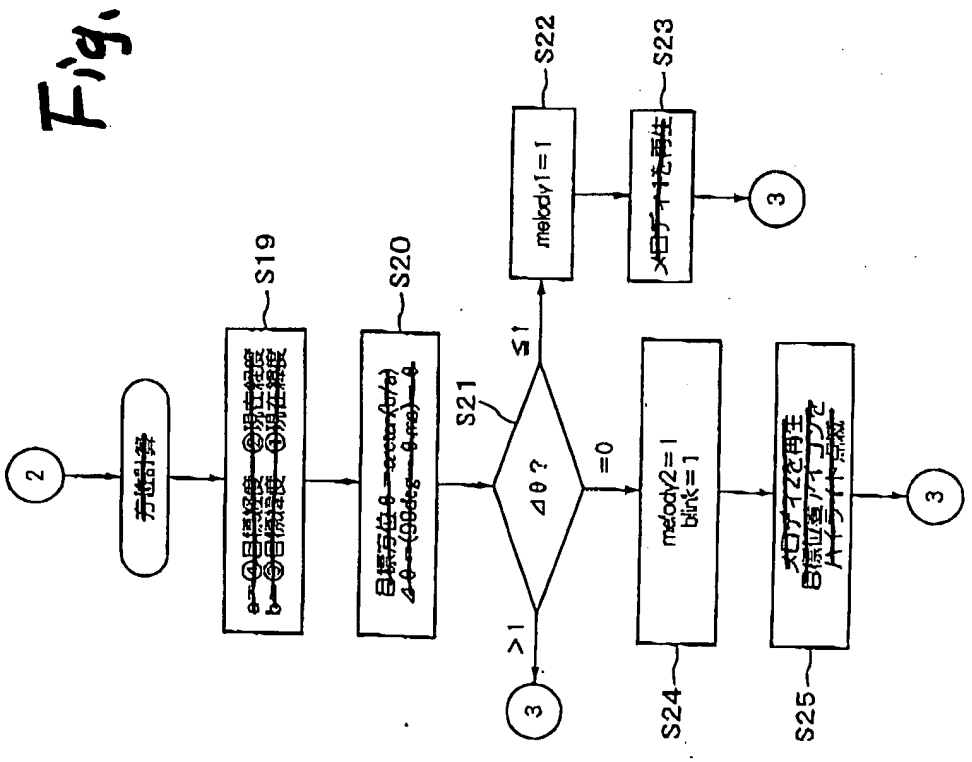 Fig.
2
方位計算
S19
a=④目標経度-②現在経度
b=③目標緯度-①現在緯度
S20
目標方位θ=arctan(b/a)
⊿θ=(90deg-θme)-θ
S21
⊿θ?
>1
=0
≦1
3
S22
melody1=1
S23
メロディ1を再生
3
S24
melody2=1
blink=1
S25
メロディ2を再生
目標位置アイコンを
ハイライト点滅
3